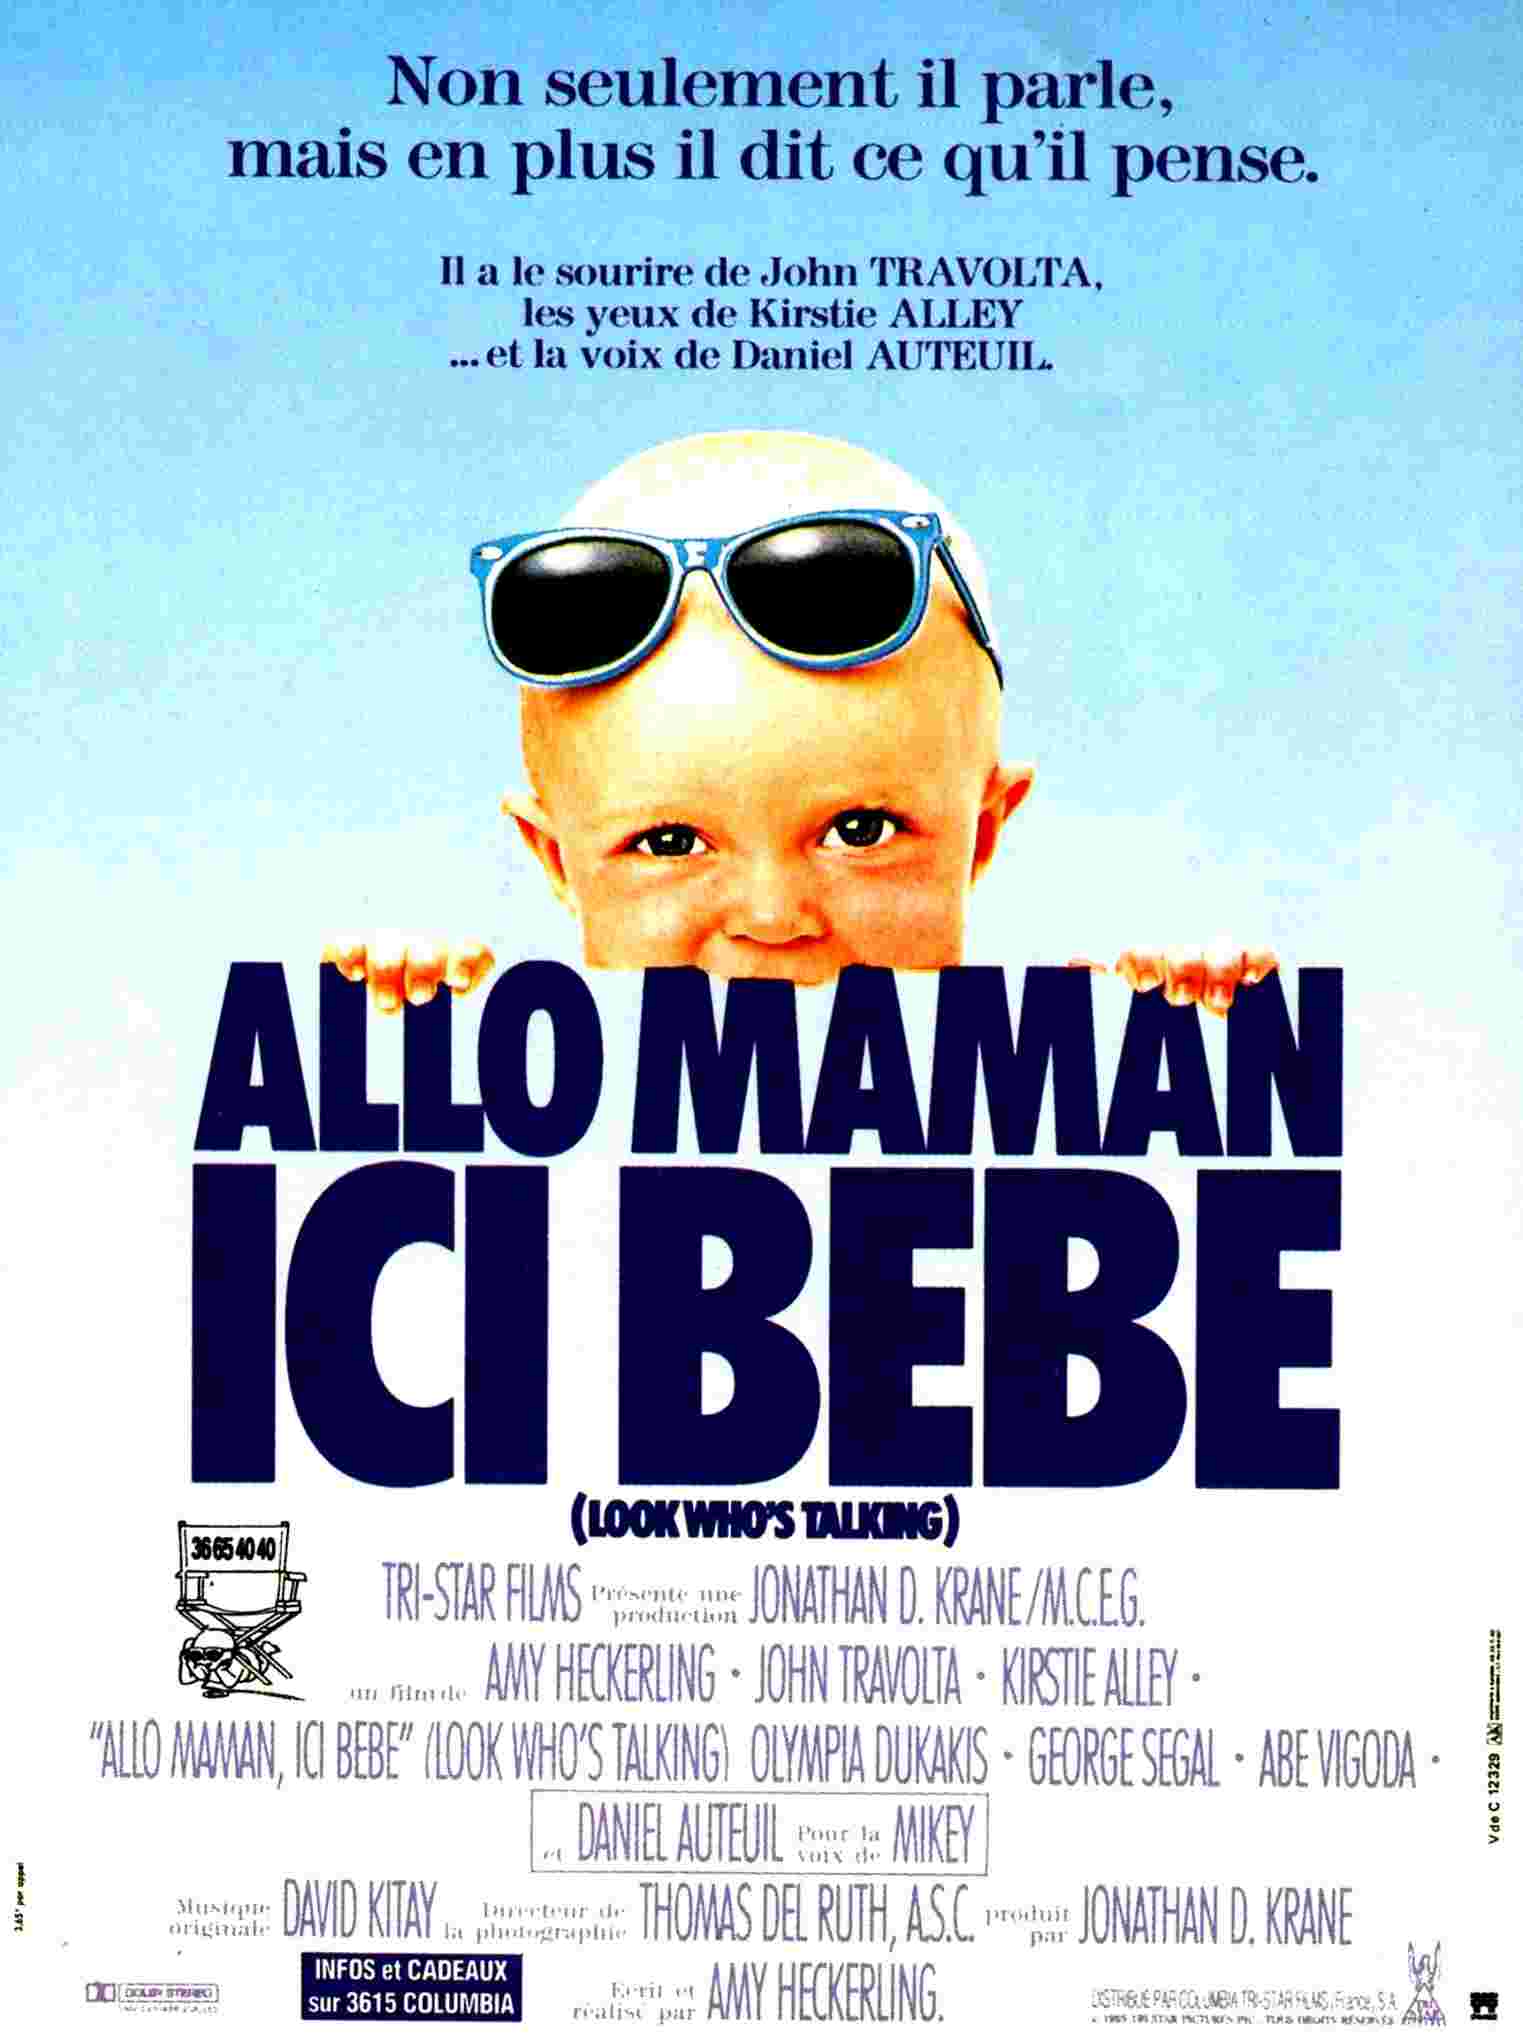 Non seulement il parle,
mais en plus il dit ce qu'il pense.
Il a le sourire de John TRAVOLTA,
les yeux de Kirstie ALLEY
...et la voix de Daniel AUTEUIL.
ALLO MAMAN
ICI BEBE
(LOOK WHO'S TALKING)
36 65 40 40
TRI-STAR FILMS Présente une production JONATHAN D. KRANE/M.C.E.G.
un film de AMY HECKERLING • JOHN TRAVOLTA • KIRSTIE ALLEY •
"ALLO MAMAN, ICI BEBE" (LOOK WHO'S TALKING) OLYMPIA DUKAKIS • GEORGE SEGAL • ABE VIGODA •
et DANIEL AUTEUIL Pour la voix de MIKEY
Musique originale DAVID KITAY Directeur de la photographie THOMAS DEL RUTH, A.S.C. produit par JONATHAN D. KRANE
INFOS et CADEAUX
sur 3615 COLUMBIA
Ecrit et réalisé par AMY HECKERLING.
DOLBY STEREO
DISTRIBUÉ PAR COLUMBIA TRI-STAR FILMS, France, S.A.
V de C 12329
3,65F par appel